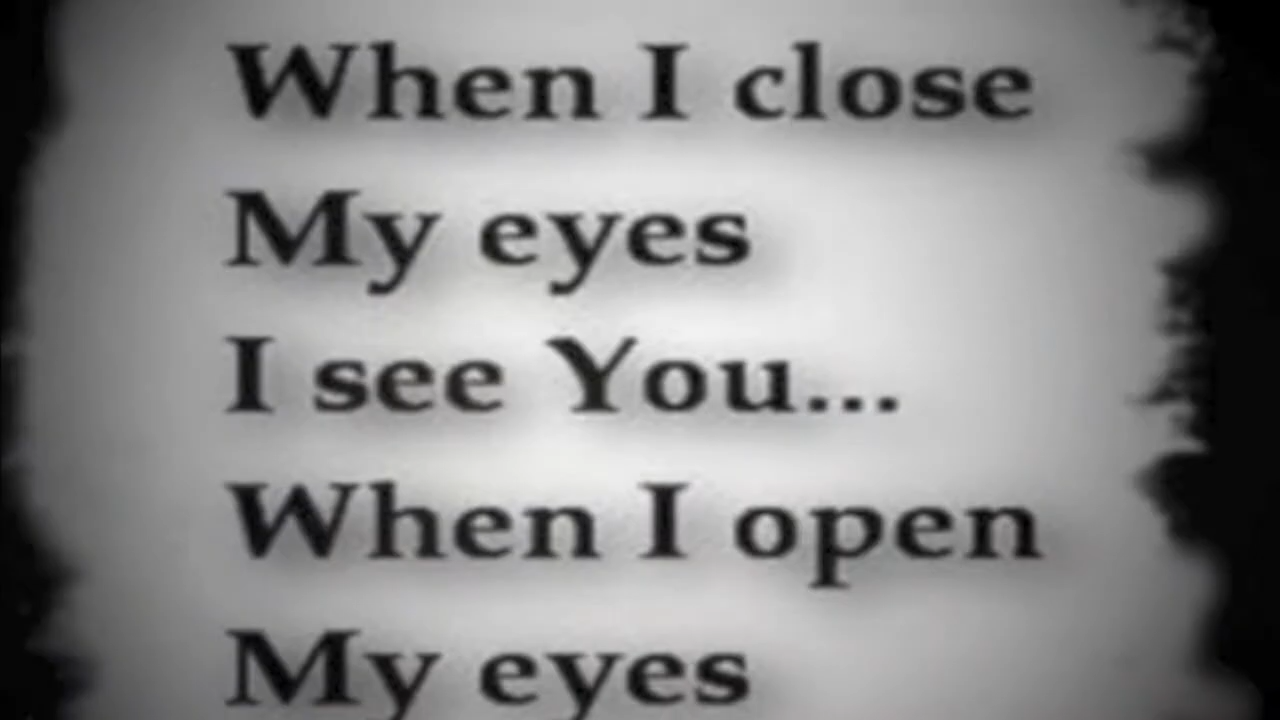 When I close
My eyes
I see You...
When I open
My eyes